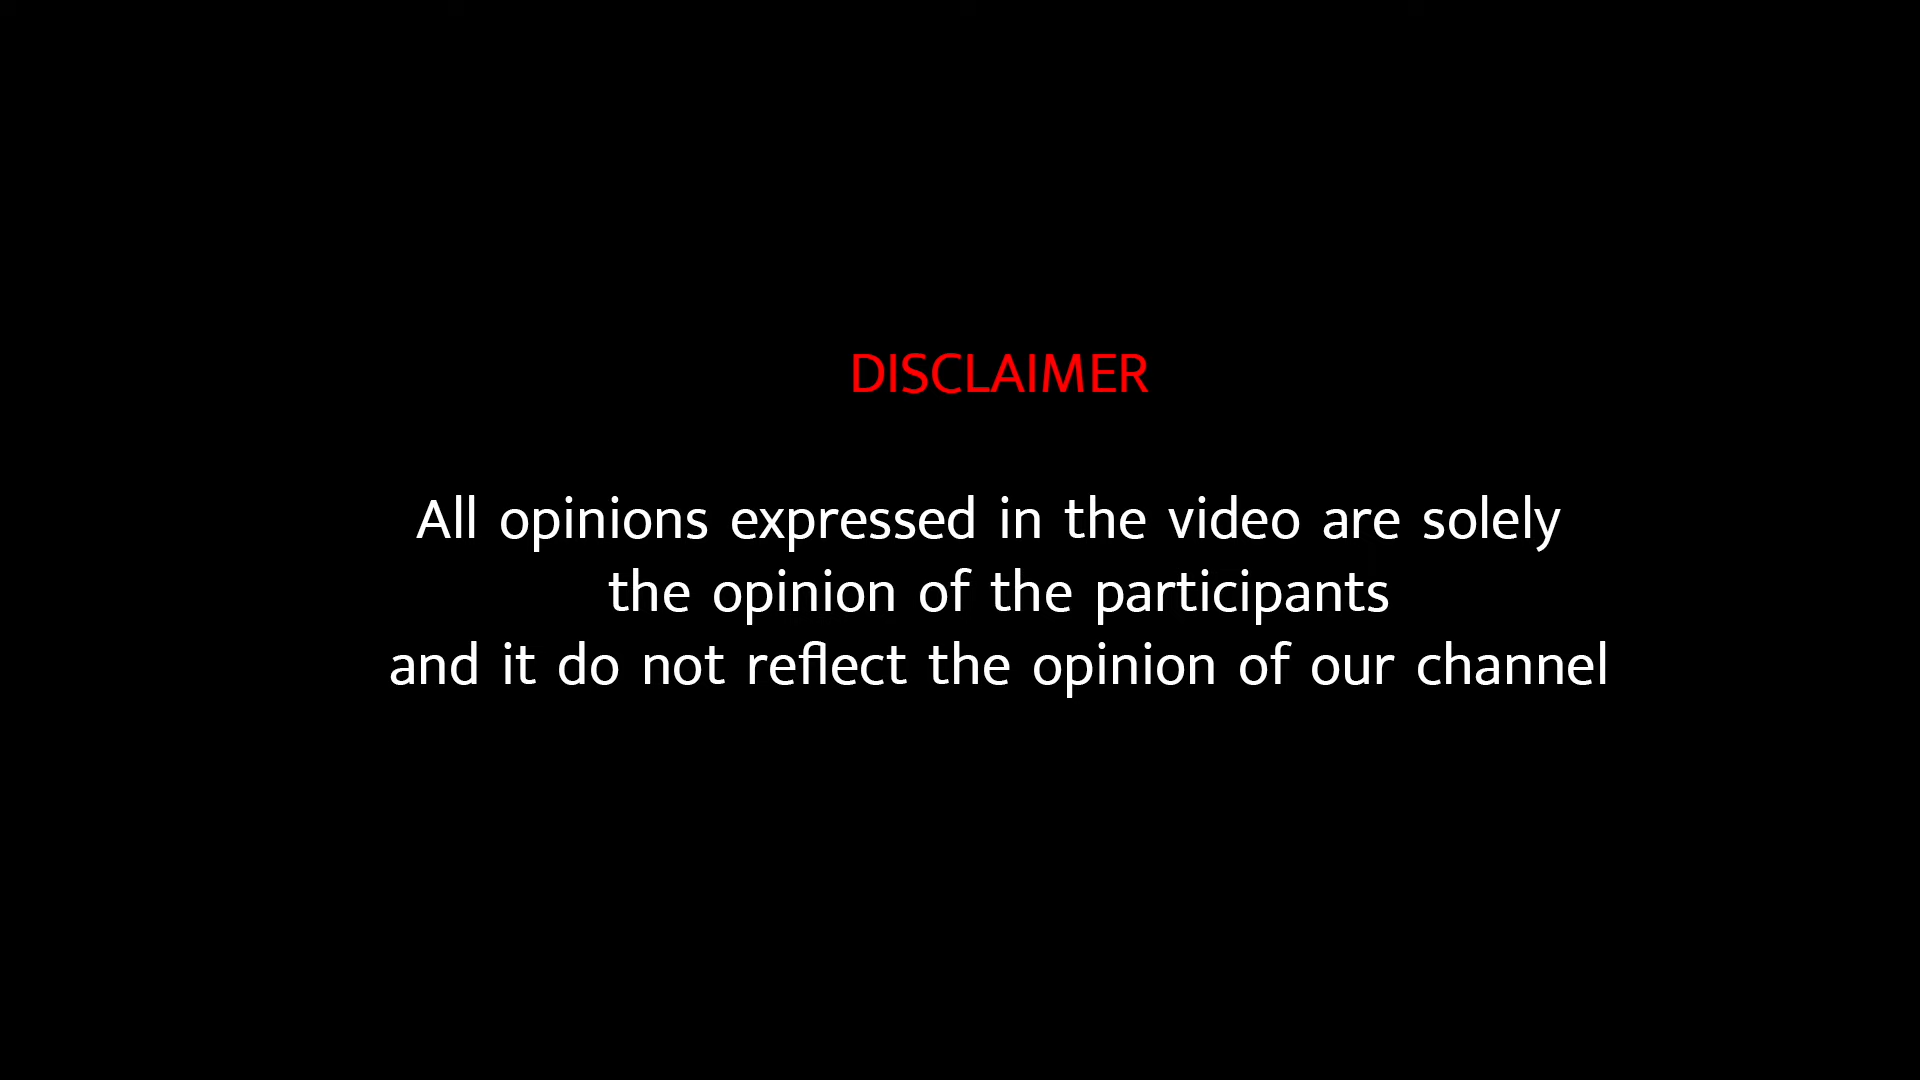 DISCLAIMER
All opinions expressed in the video are solely
the opinion of the participants
and it do not reflect the opinion of our channel